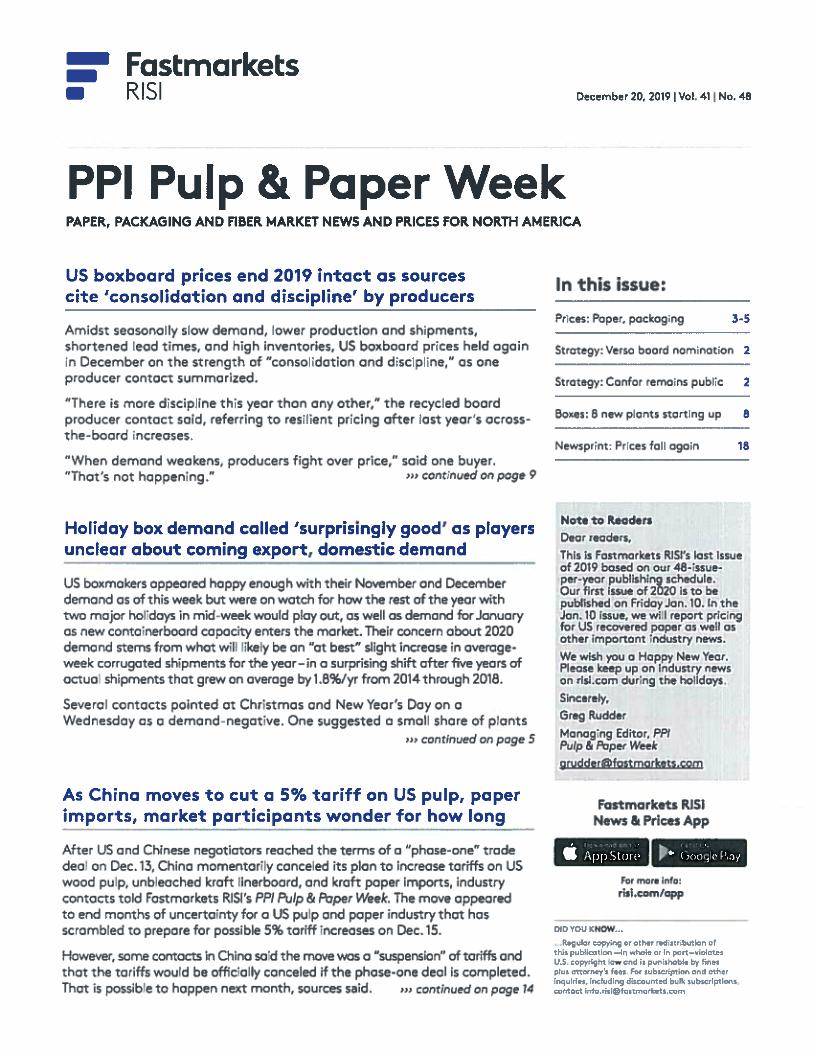 Fastmarkets
RISI
December 20, 2019 | Vol. 41 | No. 48
PPI Pulp & Paper Week
PAPER, PACKAGING AND FIBER MARKET NEWS AND PRICES FOR NORTH AMERICA
US boxboard prices end 2019 intact as sources
cite 'consolidation and discipline' by producers
Amidst seasonally slow demand, lower production and shipments,
shortened lead times, and high inventories, US boxboard prices held again
in December on the strength of "consolidation and discipline," as one
producer contact summarized.
"There is more discipline this year than any other," the recycled board
producer contact said, referring to resilient pricing after last year's across-
the-board increases.
"When demand weakens, producers fight over price," said one buyer.
"That's not happening." ››› continued on page 9
Holiday box demand called 'surprisingly good' as players
unclear about coming export, domestic demand
US boxmakers appeared happy enough with their November and December
demand as of this week but were on watch for how the rest of the year with
two major holidays in mid-week would play out, as well as demand for January
as new containerboard capacity enters the market. Their concern about 2020
demand stems from what will likely be an "at best" slight increase in average-
week corrugated shipments for the year–in a surprising shift after five years of
actual shipments that grew on average by 1.8%/yr from 2014 through 2018.
Several contacts pointed at Christmas and New Year's Day on a
Wednesday as a demand-negative. One suggested a small share of plants
››› continued on page 5
As China moves to cut a 5% tariff on US pulp, paper
imports, market participants wonder for how long
After US and Chinese negotiators reached the terms of a "phase-one" trade
deal on Dec. 13, China momentarily canceled its plan to increase tariffs on US
wood pulp, unbleached kraft linerboard, and kraft paper imports, industry
contacts told Fastmarkets RISI's PPI Pulp & Paper Week. The move appeared
to end months of uncertainty for a US pulp and paper industry that has
scrambled to prepare for possible 5% tariff increases on Dec. 15.
However, some contacts in China said the move was a "suspension" of tariffs and
that the tariffs would be officially canceled if the phase-one deal is completed.
That is possible to happen next month, sources said. ››› continued on page 14
In this issue:
Prices: Paper, packaging 3-5
Strategy: Verso board nomination 2
Strategy: Canfor remains public 2
Boxes: 8 new plants starting up 8
Newsprint: Prices fall again 18
Note to Readers
Dear readers,
This is Fastmarkets RISI's last issue
of 2019 based on our 48-issue-
per-year publishing schedule.
Our first issue of 2020 is to be
published on Friday Jan. 10. In the
Jan. 10 issue, we will report pricing
for US recovered paper as well as
other important industry news.
We wish you a Happy New Year.
Please keep up on industry news
on risi.com during the holidays.
Sincerely,
Greg Rudder
Managing Editor, PPI
Pulp & Paper Week
grudder@fastmarkets.com
Fastmarkets RISI
News & Prices App
App Store
Google Play
For more info:
risi.com/app
DID YOU KNOW...
...Regular copying or other redistribution of
this publication —in whole or in part—violates
U.S. copyright law and is punishable by fines
plus attorney's fees. For subscription and other
inquiries, including discounted bulk subscriptions,
contact info.risi@fastmarkets.com